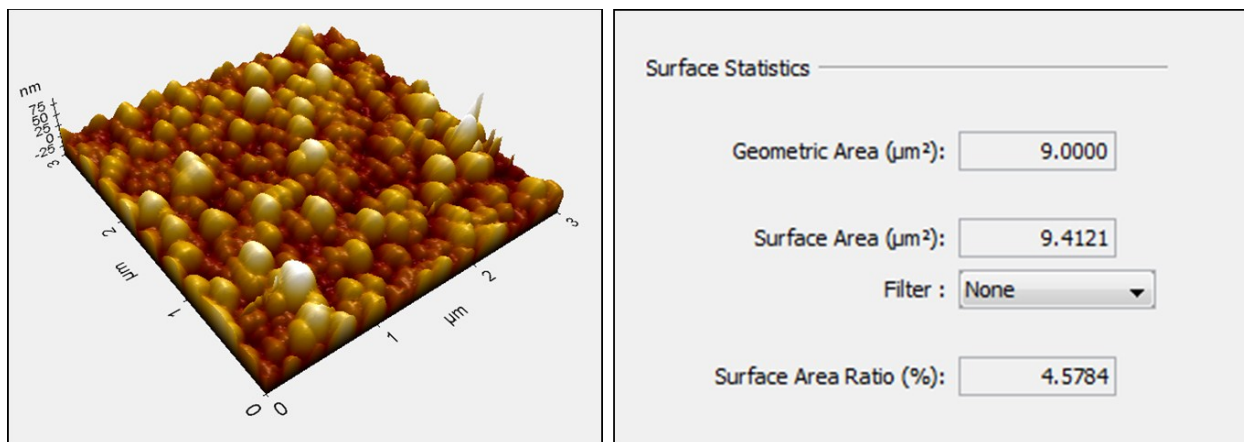 nm
75
50
25
0
-25
3
2
µm
1
0
0
1
µm
2
3
Surface Statistics
Geometric Area (µm²): 9.0000
Surface Area (µm²): 9.4121
Filter : None
Surface Area Ratio (%): 4.5784